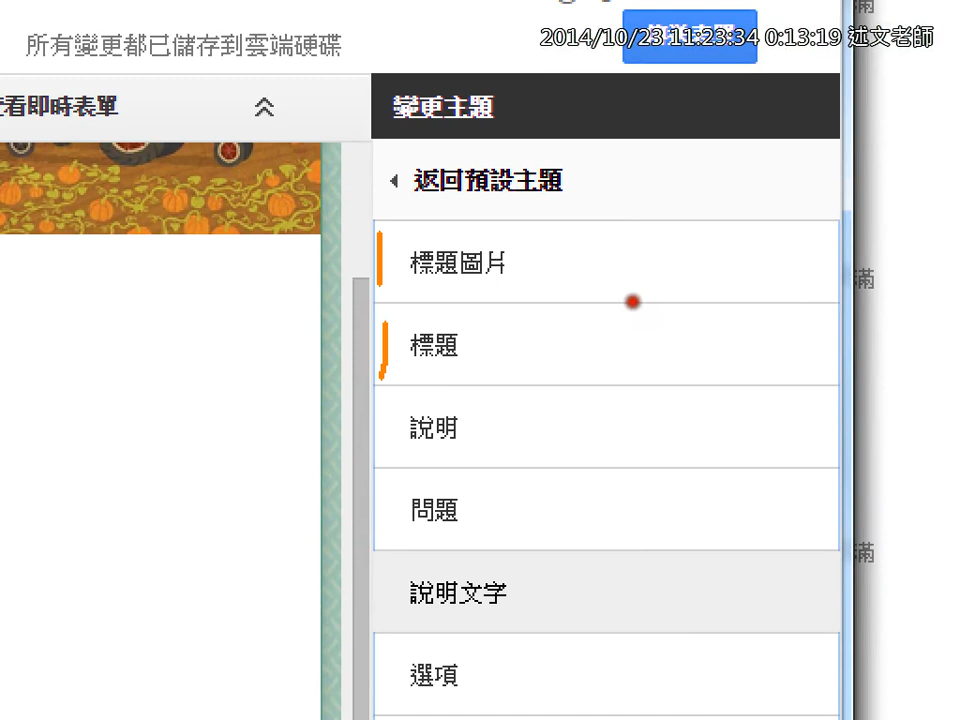 所有變更都已儲存到雲端硬碟
2014/10/23 11:23:34 0:13:19 述文老師
看即時表單
變更主題
返回預設主題
標題圖片
滿
標題
說明
問題
滿
說明文字
選項